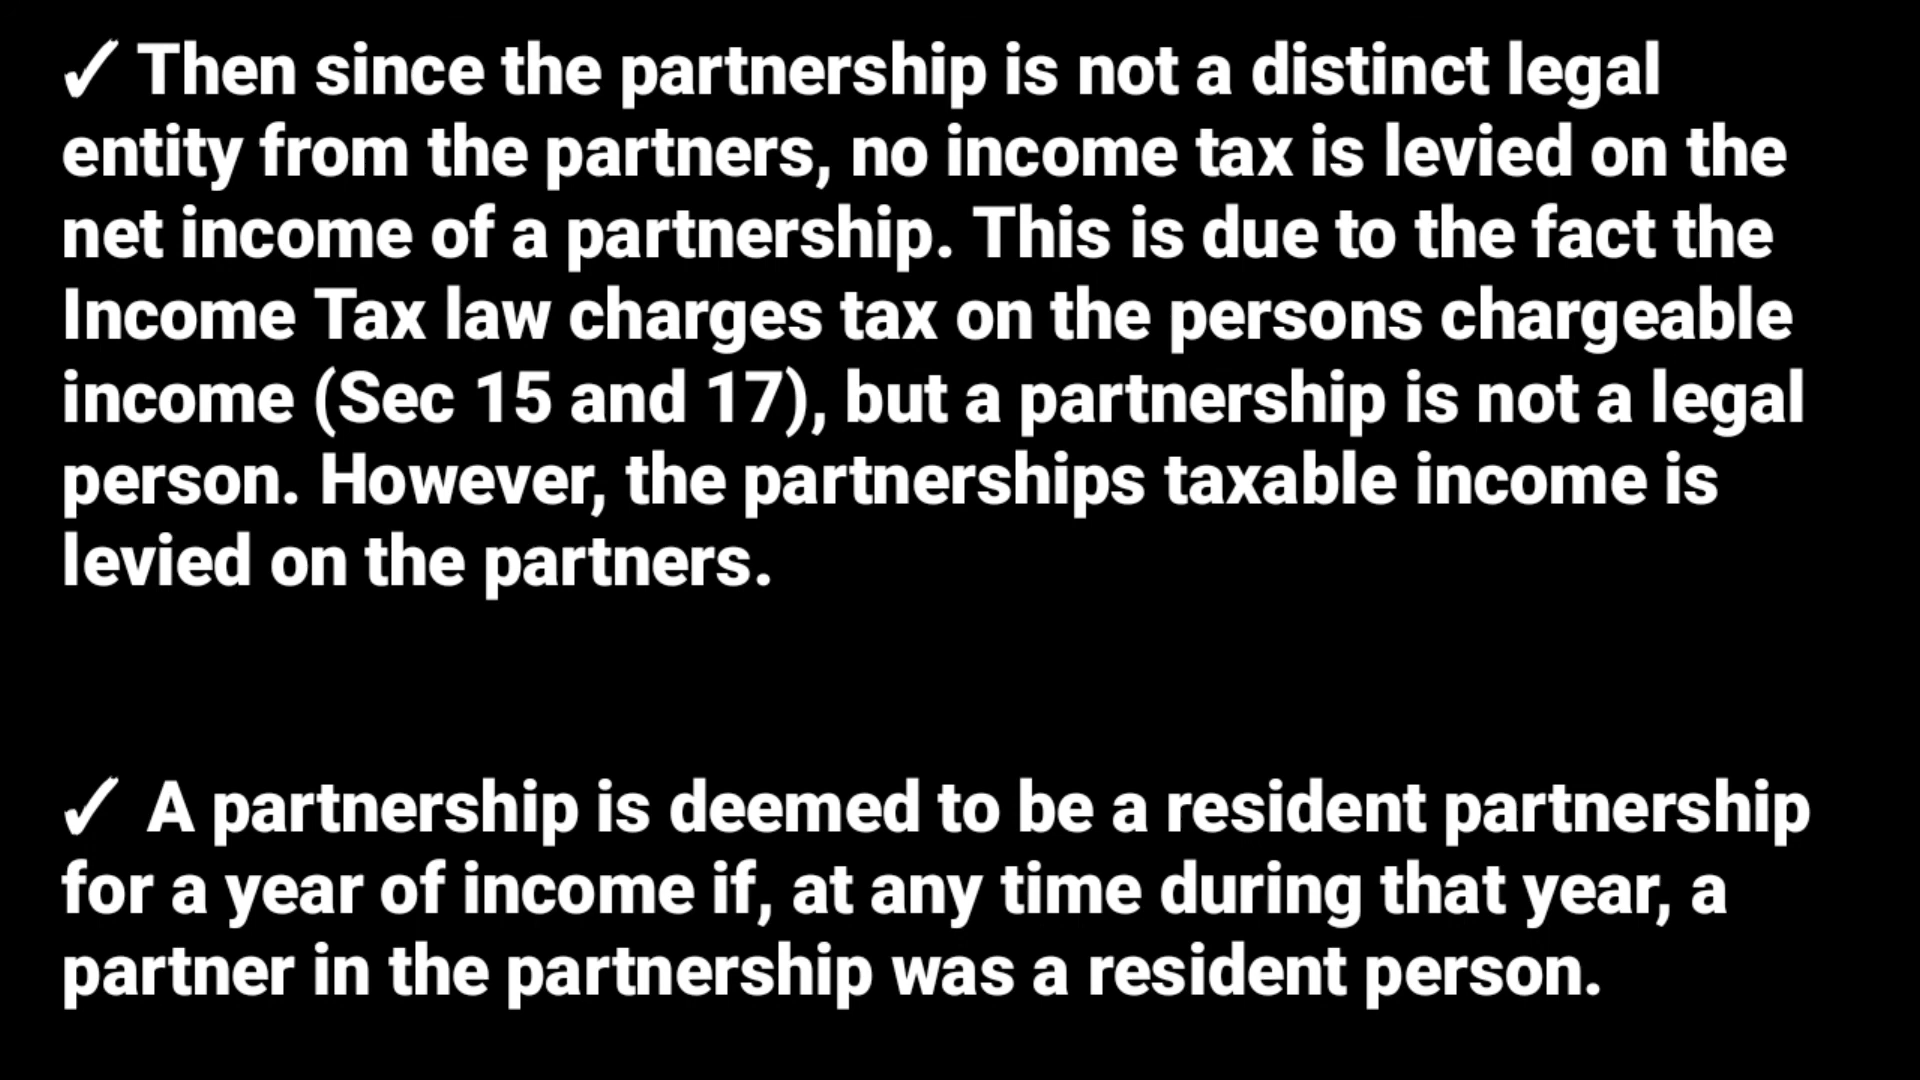 ✓ Then since the partnership is not a distinct legal
entity from the partners, no income tax is levied on the
net income of a partnership. This is due to the fact the
Income Tax law charges tax on the persons chargeable
income (Sec 15 and 17), but a partnership is not a legal
person. However, the partnerships taxable income is
levied on the partners.
✓ A partnership is deemed to be a resident partnership
for a year of income if, at any time during that year, a
partner in the partnership was a resident person.